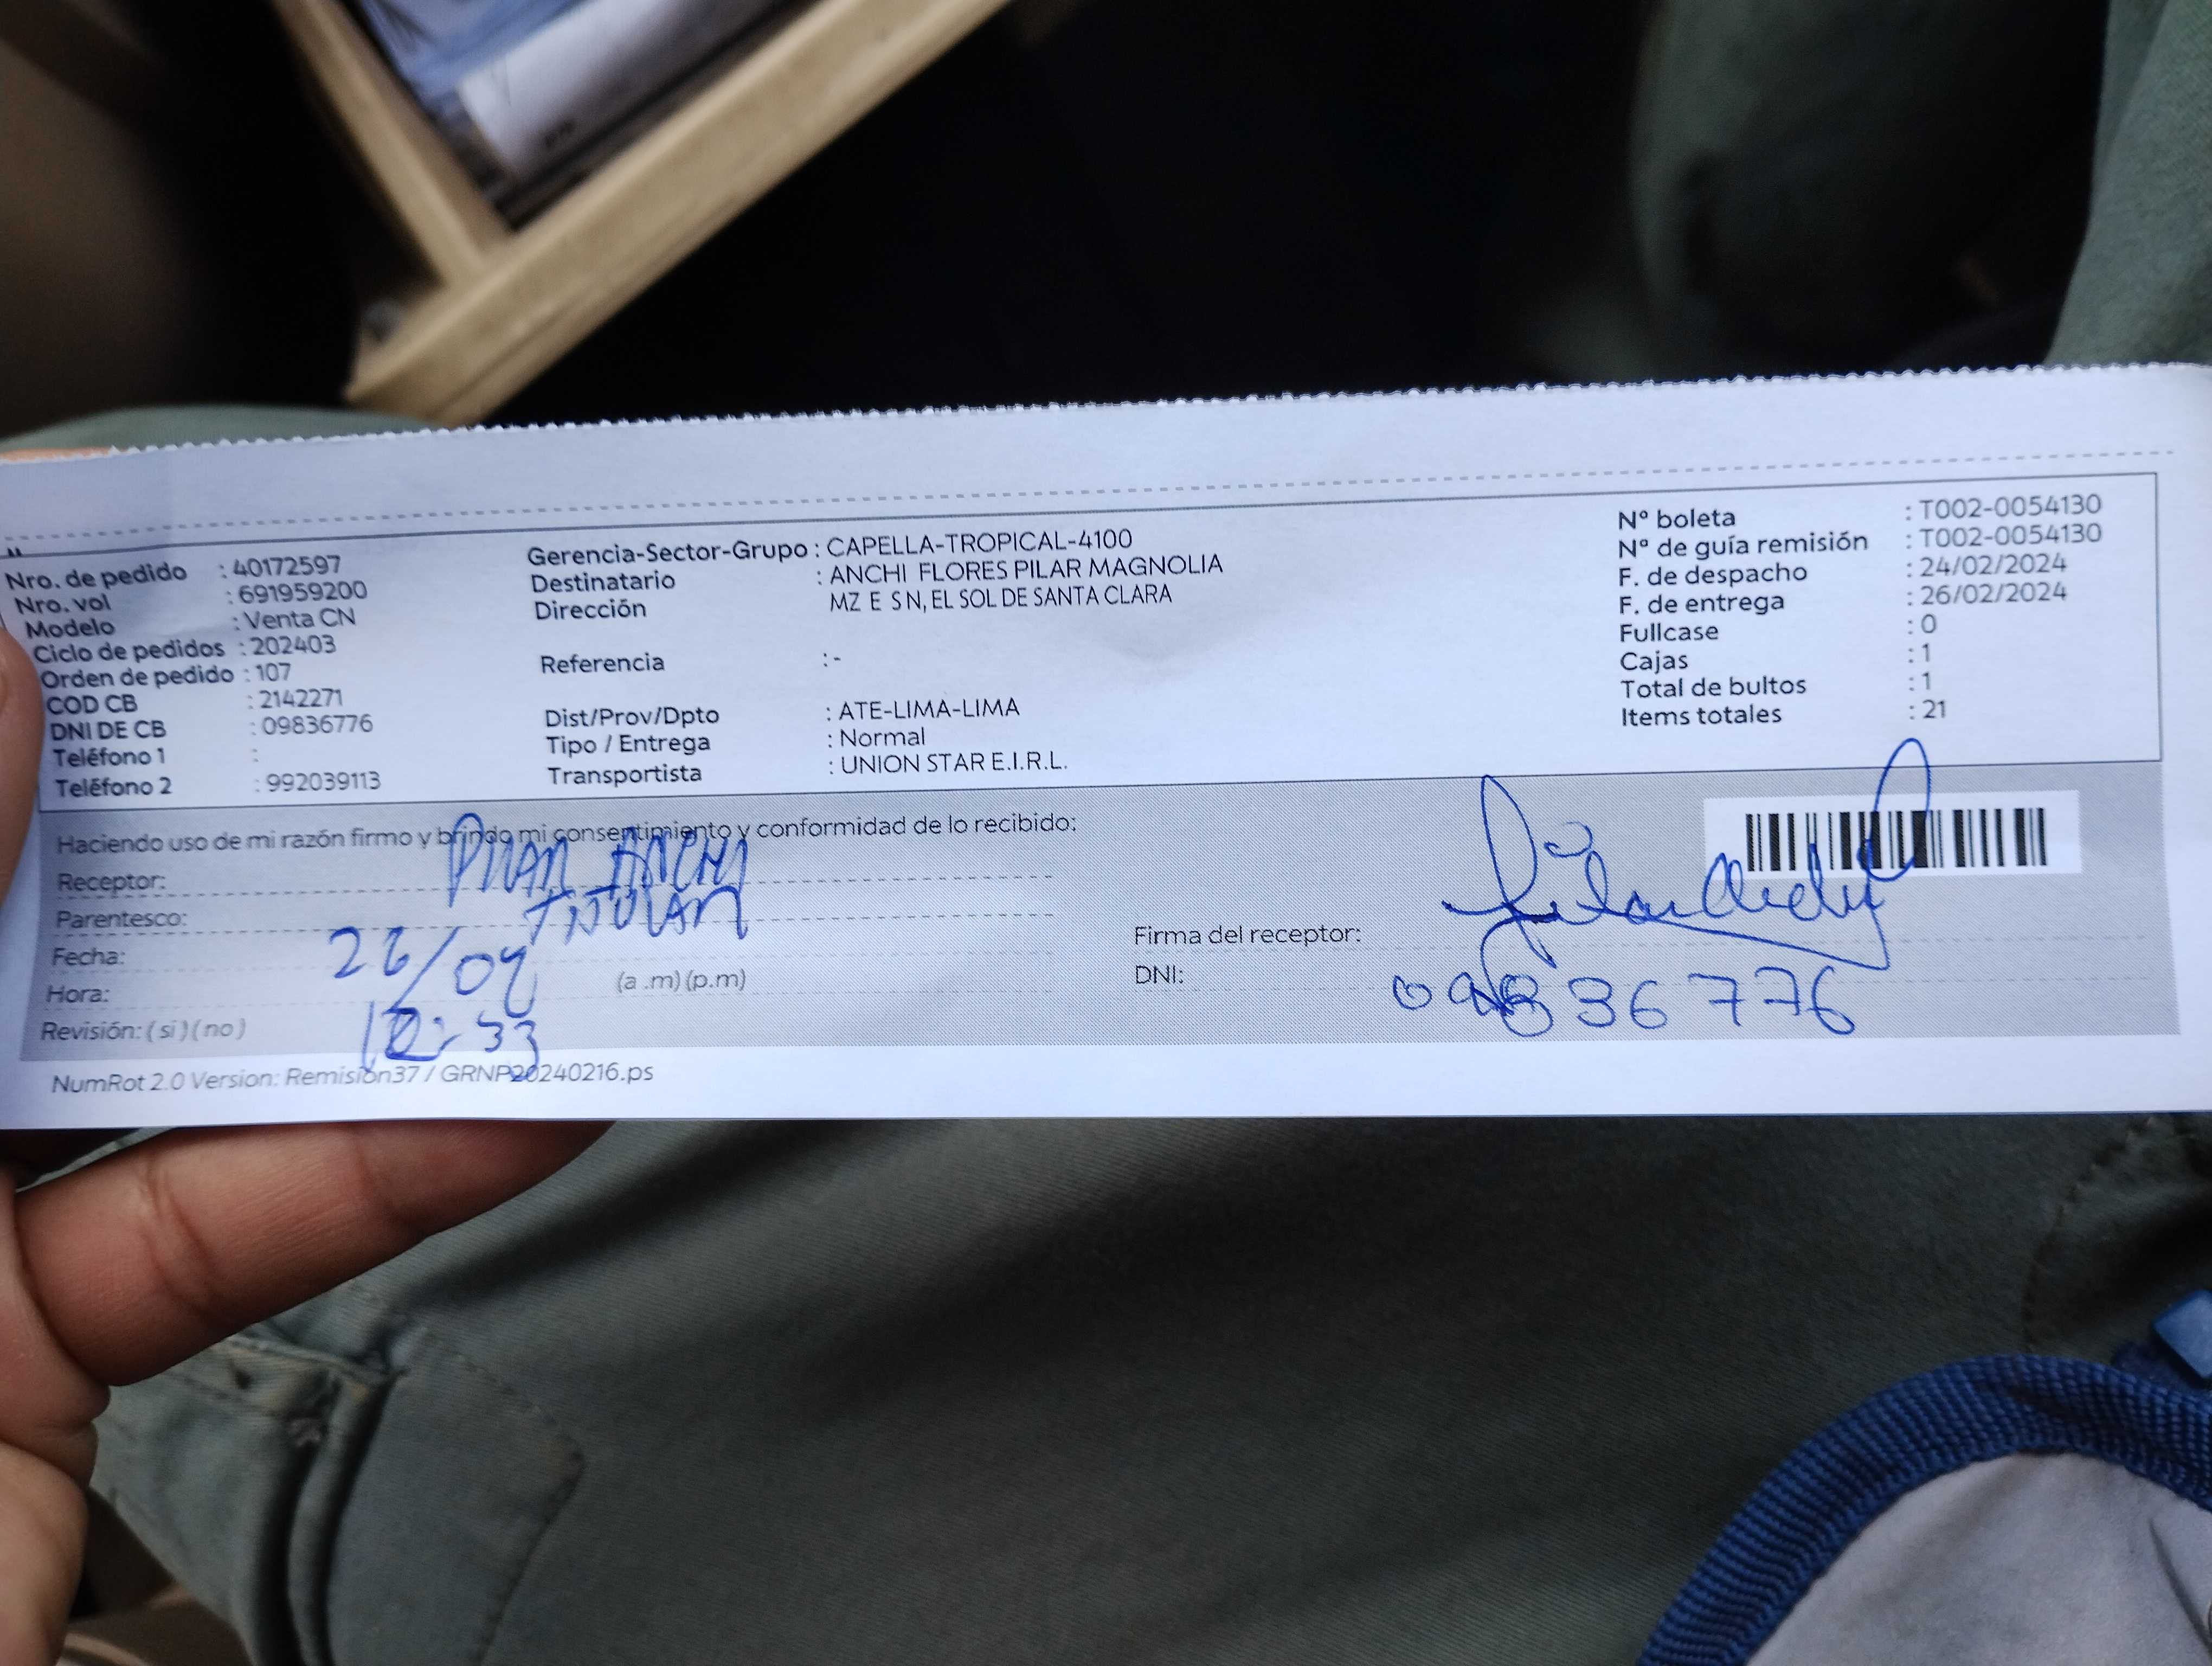 Nro. de pedido : 40172597
Nro. vol : 691959200
Modelo : Venta CN
Ciclo de pedidos : 202403
Orden de pedido : 107
COD CB : 2142271
DNI DE CB : 09836776
Teléfono 1 :
Teléfono 2 : 992039113
Gerencia-Sector-Grupo : CAPELLA-TROPICAL-4100
Destinatario : ANCHI FLORES PILAR MAGNOLIA
Dirección MZ E S N, EL SOL DE SANTA CLARA
Referencia : -
Dist/Prov/Dpto : ATE-LIMA-LIMA
Tipo / Entrega : Normal
Transportista : UNION STAR E.I.R.L.
Nº boleta : T002-0054130
Nº de guía remisión : T002-0054130
F. de despacho : 24/02/2024
F. de entrega : 26/02/2024
Fullcase : 0
Cajas : 1
Total de bultos : 1
Items totales : 21
Haciendo uso de mi razón firmo y brindo mi consentimiento y conformidad de lo recibido:
Receptor: PILAR ANCHI
Parentesco: TITULAR
Fecha: 26/02
Hora: (a .m) (p.m)
Revisión: ( si ) ( no )
Firma del receptor:
DNI: 09836776
NumRot 2.0 Version: Remision37 / GRNP20240216.ps